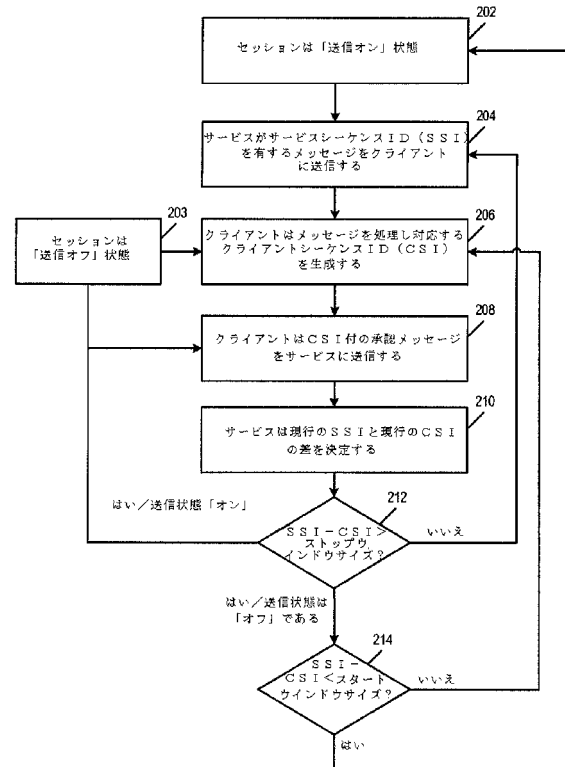 202
セッションは「送信オン」状態
204
サービスがサービスシーケンスID(SSI)
を有するメッセージをクライアント
に送信する
203
セッションは
「送信オフ」状態
206
クライアントはメッセージを処理し対応する
クライアントシーケンスID(CSI)
を生成する
208
クライアントはCSI付の承認メッセージ
をサービスに送信する
210
サービスは現行のSSIと現行のCSI
の差を決定する
はい/送信状態「オン」
212
SSI-CSI>
ストップウ
インドウサイズ?
いいえ
はい/送信状態は
「オフ」である
214
SSI-
CSI<スタート
ウインドウサイズ?
いいえ
はい